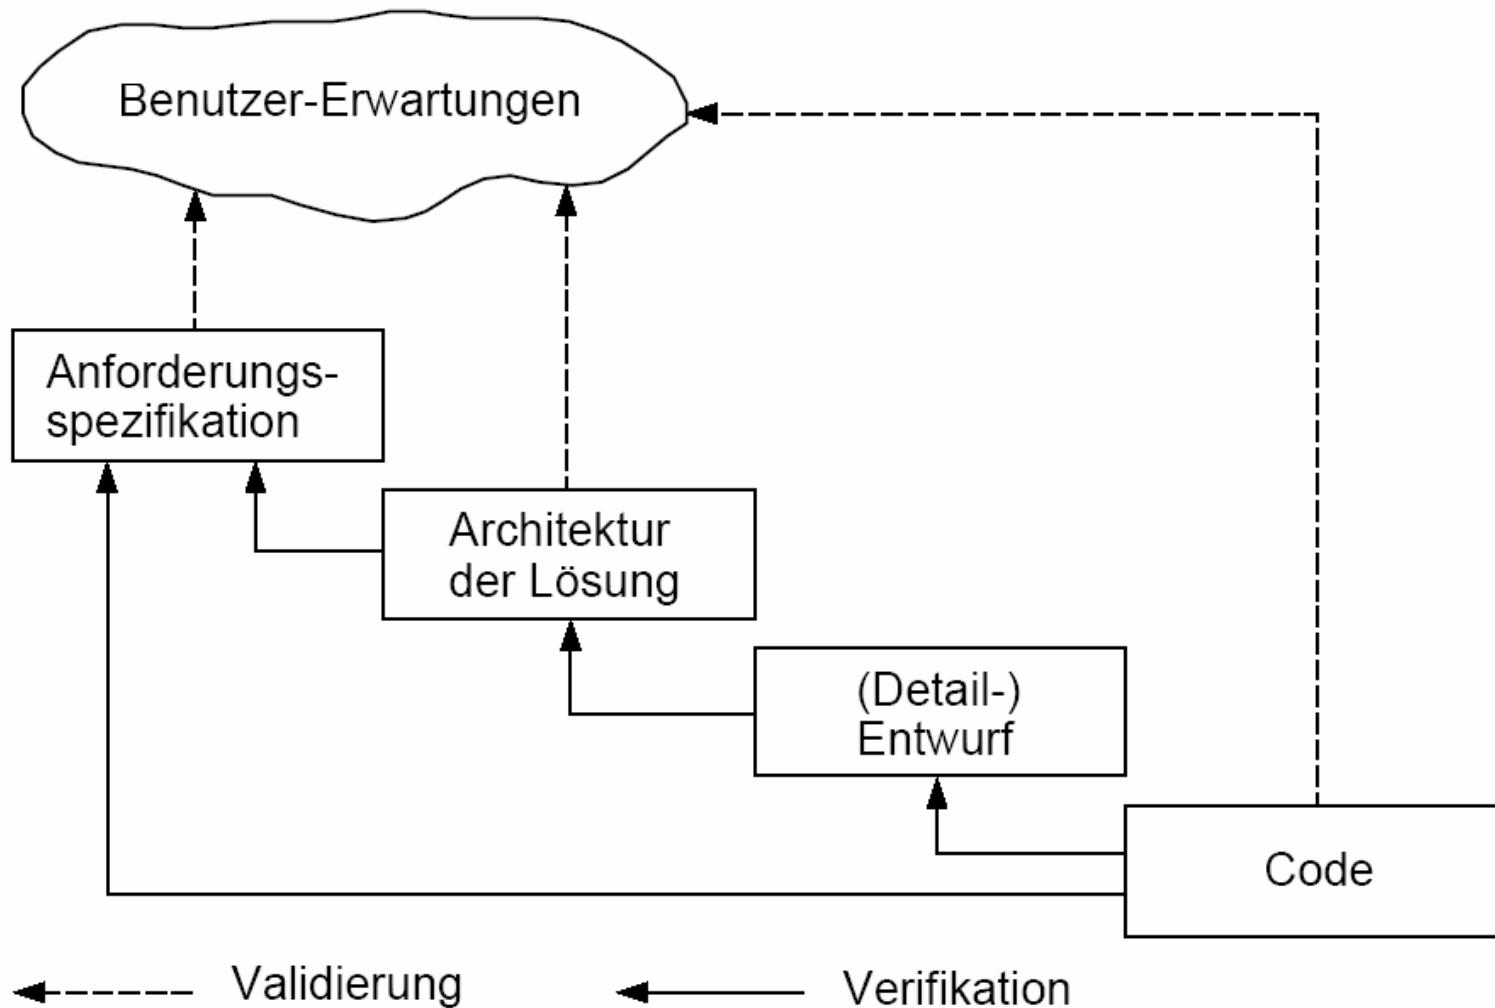 Benutzer-Erwartungen
Anforderungs-
spezifikation
Architektur
der Lösung
(Detail-)
Entwurf
Code
Validierung
Verifikation